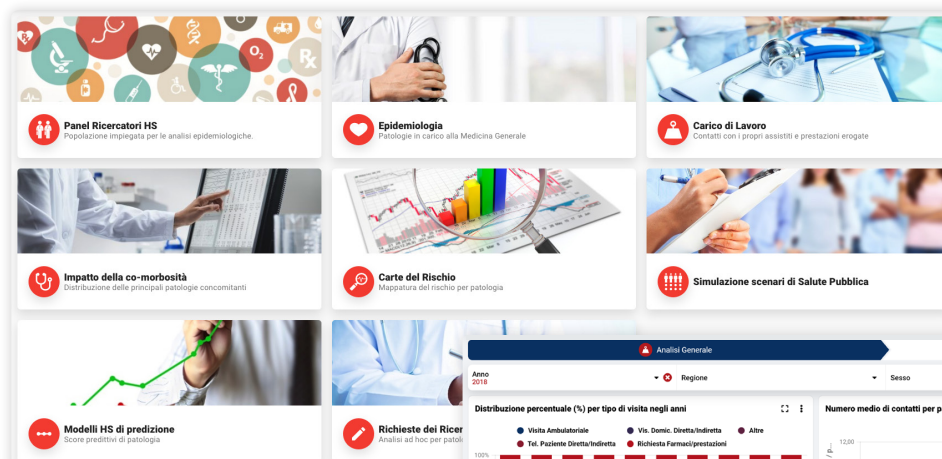 Panel Ricercatori HS
Popolazione impiegata per le analisi epidemiologiche.
Epidemiologia
Patologie in carico alla Medicina Generale
Carico di Lavoro
Contatti con i propri assistiti e prestazioni erogate
Impatto della co-morbosità
Distribuzione delle principali patologie concomitanti
Carte del Rischio
Mappatura del rischio per patologia
Simulazione scenari di Salute Pubblica
Modelli HS di predizione
Score predittivi di patologia
Richieste dei Ricer
Analisi ad hoc per patol
Analisi Generale
Anno
2018
Regione
Sesso
Distribuzione percentuale (%) per tipo di visita negli anni
Visita Ambulatoriale
Vis. Domic. Diretta/Indiretta
Altre
Tel. Paziente Diretta/Indiretta
Richiesta Farmaci/prestazioni
100%
Numero medio di contatti per p
12,00
O2
Rx